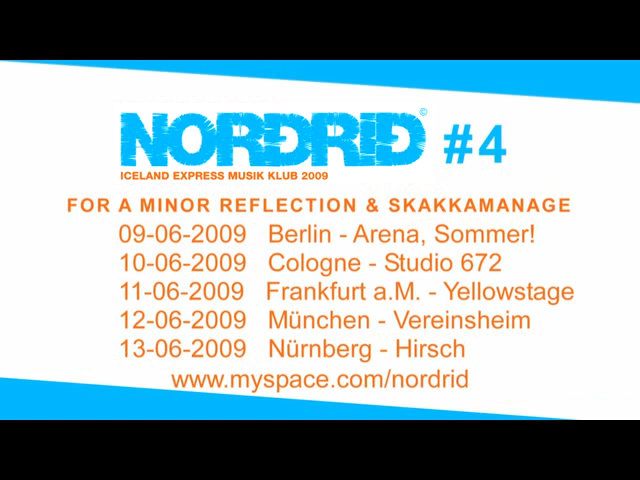 NORDRID © #4
ICELAND EXPRESS MUSIK KLUB 2009
FOR A MINOR REFLECTION & SKAKKAMANAGE
09-06-2009 Berlin - Arena, Sommer!
10-06-2009 Cologne - Studio 672
11-06-2009 Frankfurt a.M. - Yellowstage
12-06-2009 München - Vereinsheim
13-06-2009 Nürnberg - Hirsch
www.myspace.com/nordrid